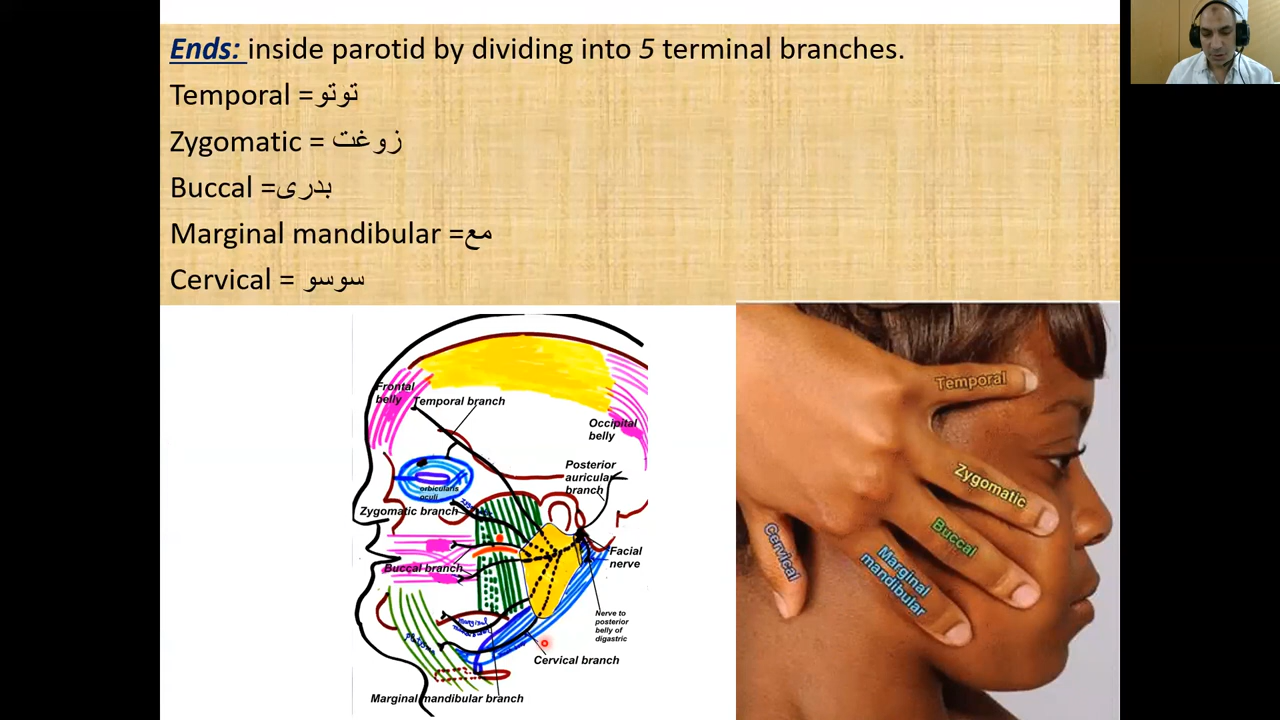 Ends: inside parotid by dividing into 5 terminal branches.
Temporal =توتو
Zygomatic = زوغت
Buccal =بدرى
Marginal mandibular =مع
Cervical = سوسو
Frontal
belly
Temporal branch
Occipital
belly
Posterior
auricular
branch
orbicularis
oculi
Zygomatic branch
Buccal branch
Facial
nerve
Nerve to
posterior
belly of
digastric
Cervical branch
Marginal mandibular branch
Temporal
Zygomatic
Buccal
Marginal
mandibular
Cervical